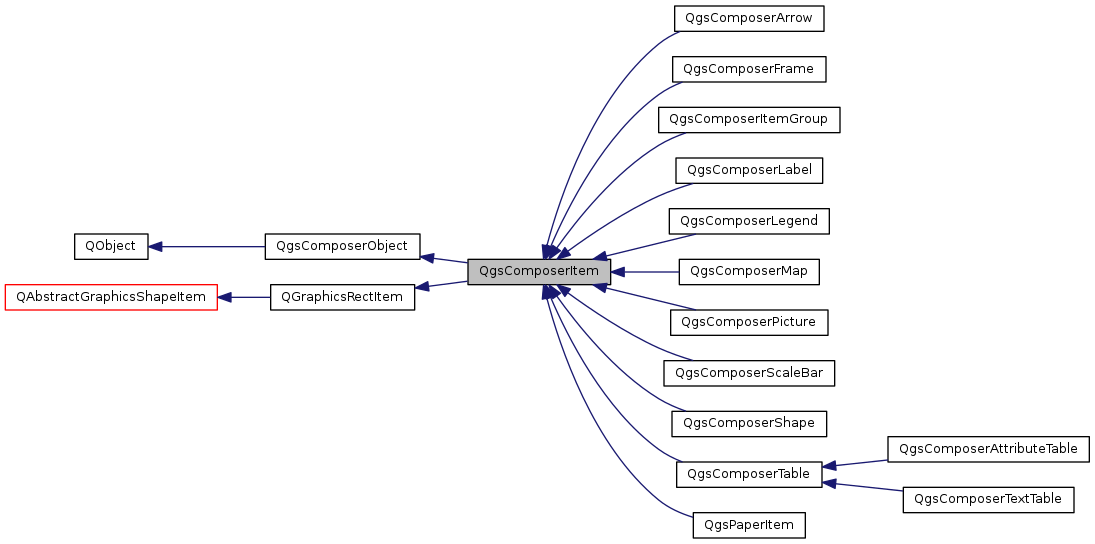 QgsComposerArrow
QgsComposerFrame
QgsComposerItemGroup
QgsComposerLabel
QgsComposerLegend
QObject
QgsComposerObject
QgsComposerItem
QgsComposerMap
QAbstractGraphicsShapeItem
QGraphicsRectItem
QgsComposerPicture
QgsComposerScaleBar
QgsComposerShape
QgsComposerAttributeTable
QgsComposerTable
QgsComposerTextTable
QgsPaperItem